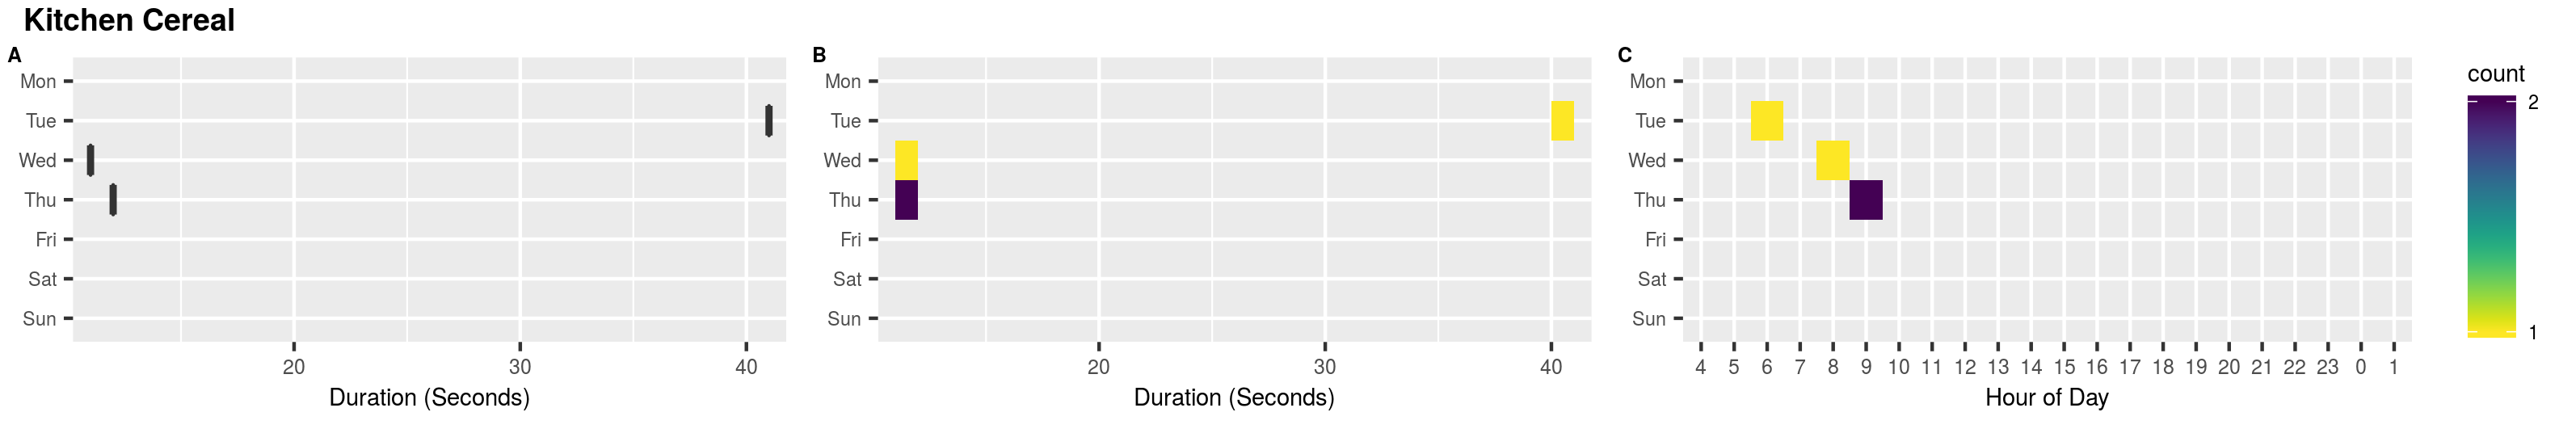 Kitchen Cereal
A
Mon
Tue
Wed
Thu
Fri
Sat
Sun
20 30 40
Duration (Seconds)
B
Mon
Tue
Wed
Thu
Fri
Sat
Sun
20 30 40
Duration (Seconds)
C
Mon
Tue
Wed
Thu
Fri
Sat
Sun
4 5 6 7 8 9 10 11 12 13 14 15 16 17 18 19 20 21 22 23 0 1
Hour of Day
count
2
1